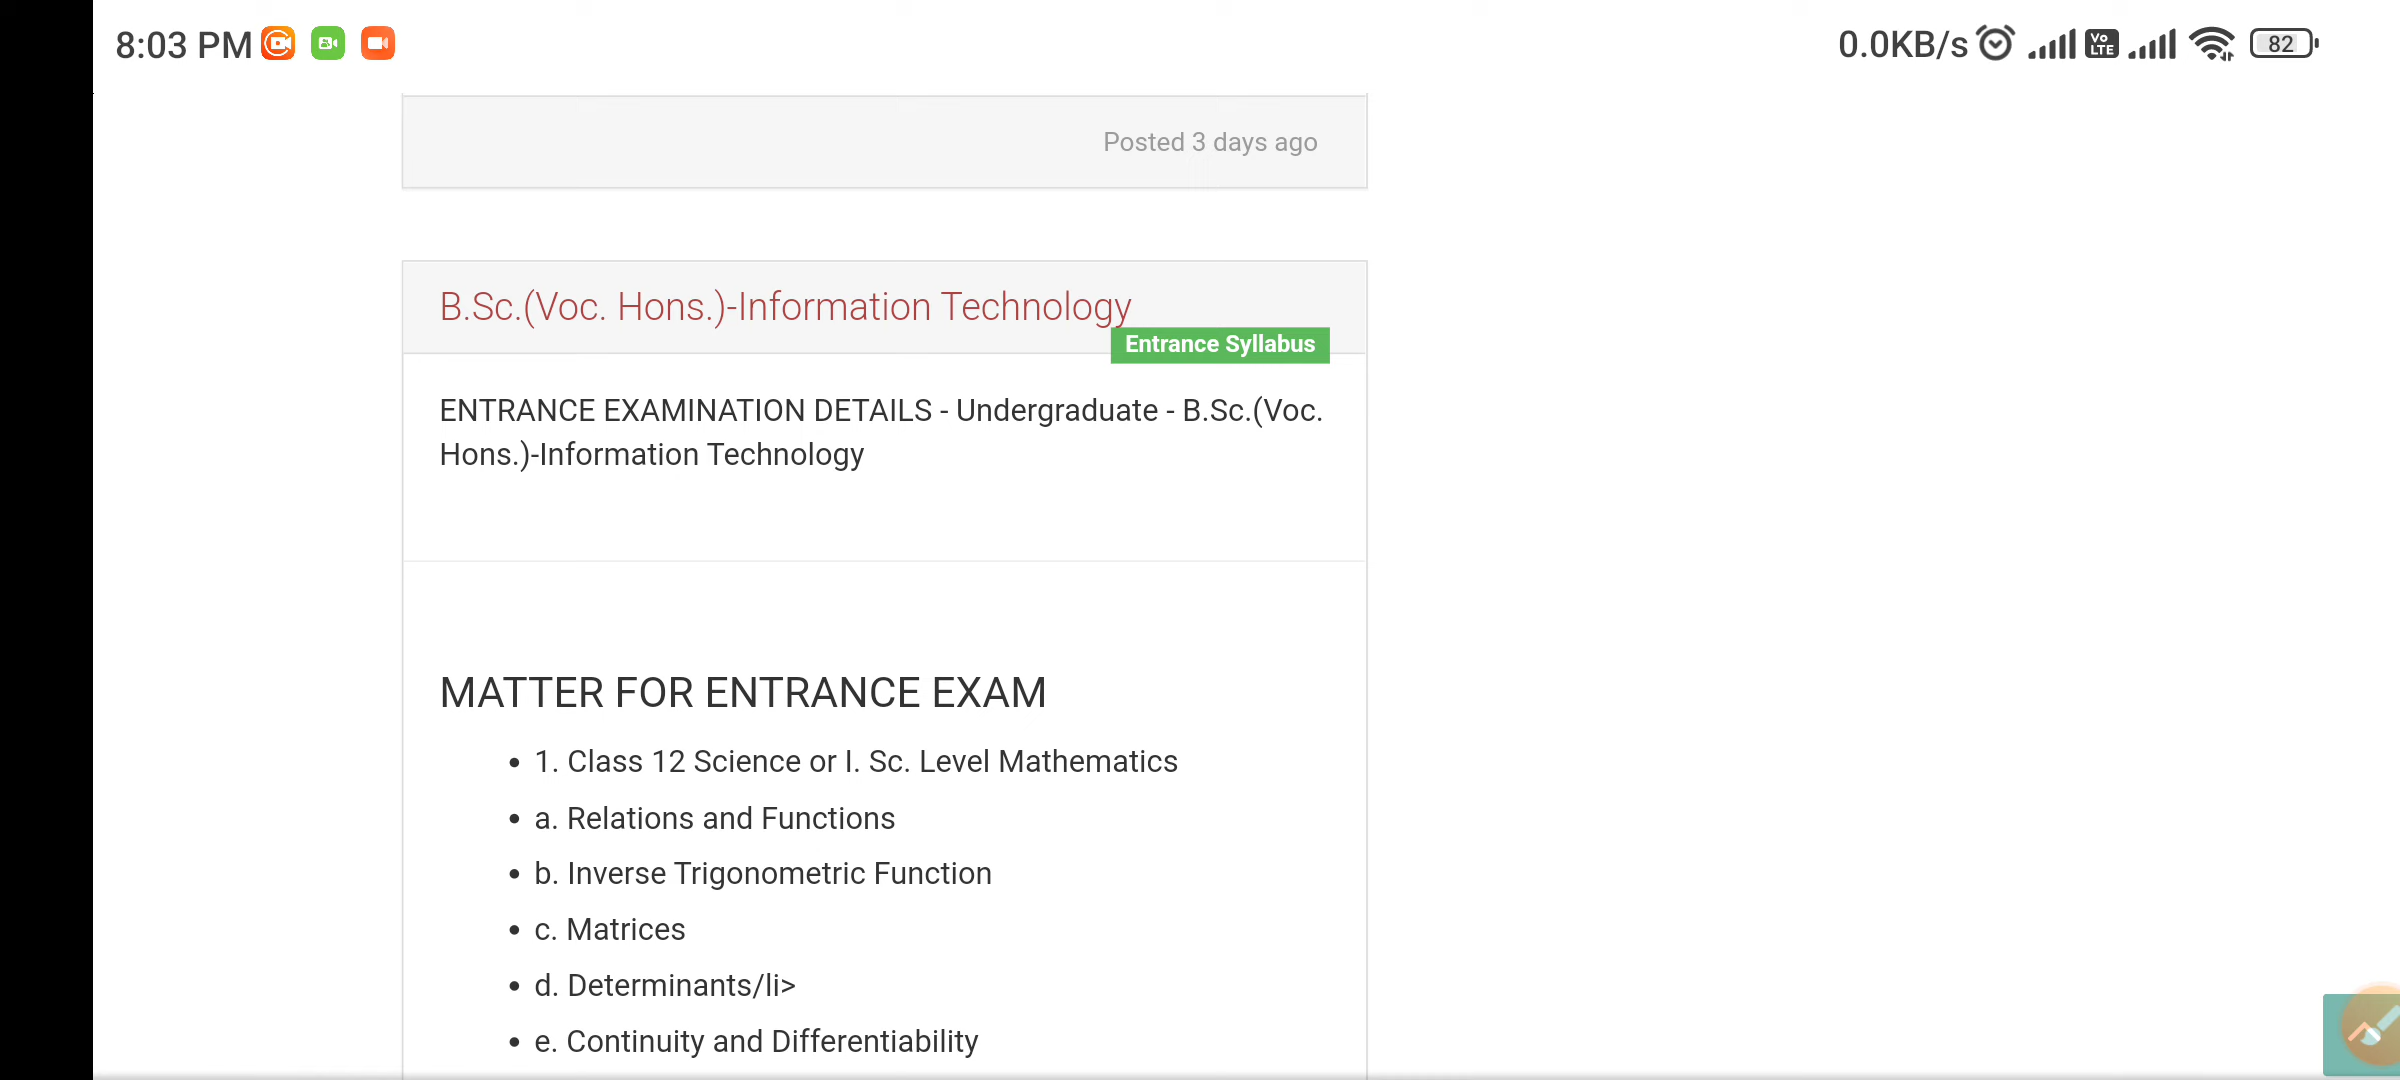 8:03 PM 0.0KB/s Vo LTE 82
Posted 3 days ago
B.Sc.(Voc. Hons.)-Information Technology
Entrance Syllabus
ENTRANCE EXAMINATION DETAILS - Undergraduate - B.Sc.(Voc.
Hons.)-Information Technology
MATTER FOR ENTRANCE EXAM
• 1. Class 12 Science or I. Sc. Level Mathematics
• a. Relations and Functions
• b. Inverse Trigonometric Function
• c. Matrices
• d. Determinants/li>
• e. Continuity and Differentiability